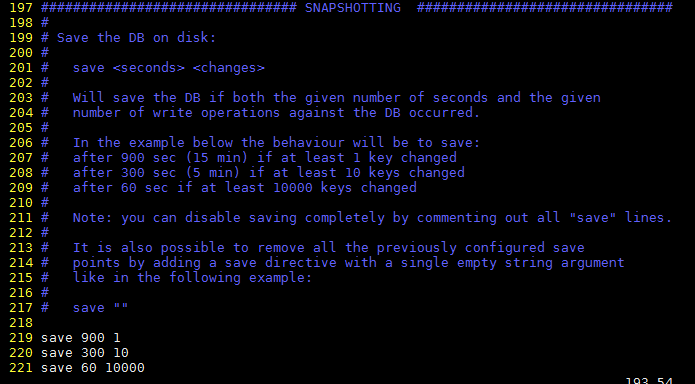 197 ################################ SNAPSHOTTING  ################################
198 #
199 # Save the DB on disk:
200 #
201 #   save <seconds> <changes>
202 #
203 #   Will save the DB if both the given number of seconds and the given
204 #   number of write operations against the DB occurred.
205 #
206 #   In the example below the behaviour will be to save:
207 #   after 900 sec (15 min) if at least 1 key changed
208 #   after 300 sec (5 min) if at least 10 keys changed
209 #   after 60 sec if at least 10000 keys changed
210 #
211 #   Note: you can disable saving completely by commenting out all "save" lines.
212 #
213 #   It is also possible to remove all the previously configured save
214 #   points by adding a save directive with a single empty string argument
215 #   like in the following example:
216 #
217 #   save ""
218
219 save 900 1
220 save 300 10
221 save 60 10000
193,54